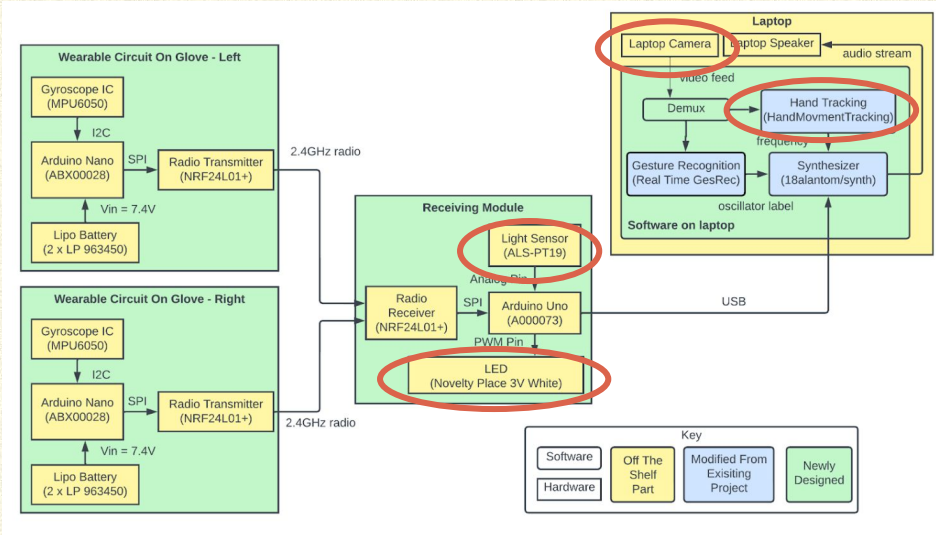 Wearable Circuit On Glove - Left
Gyroscope IC
(MPU6050)
I2C
Arduino Nano
(ABX00028)
SPI
Radio Transmitter
(NRF24L01+)
Vin = 7.4V
Lipo Battery
(2 x LP 963450)
2.4GHz radio
Wearable Circuit On Glove - Right
Gyroscope IC
(MPU6050)
I2C
Arduino Nano
(ABX00028)
SPI
Radio Transmitter
(NRF24L01+)
Vin = 7.4V
Lipo Battery
(2 x LP 963450)
2.4GHz radio
Receiving Module
Light Sensor
(ALS-PT19)
Analog Pin
Radio
Receiver
(NRF24L01+)
SPI
Arduino Uno
(A000073)
PWM Pin
LED
(Novelty Place 3V White)
USB
Laptop
Laptop Camera
Laptop Speaker
audio stream
video feed
Demux
Hand Tracking
(HandMovmentTracking)
frequency
Gesture Recognition
(Real Time GesRec)
Synthesizer
(18alantom/synth)
oscillator label
Software on laptop
Key
Software
Hardware
Off The
Shelf
Part
Modified From
Exisiting
Project
Newly
Designed